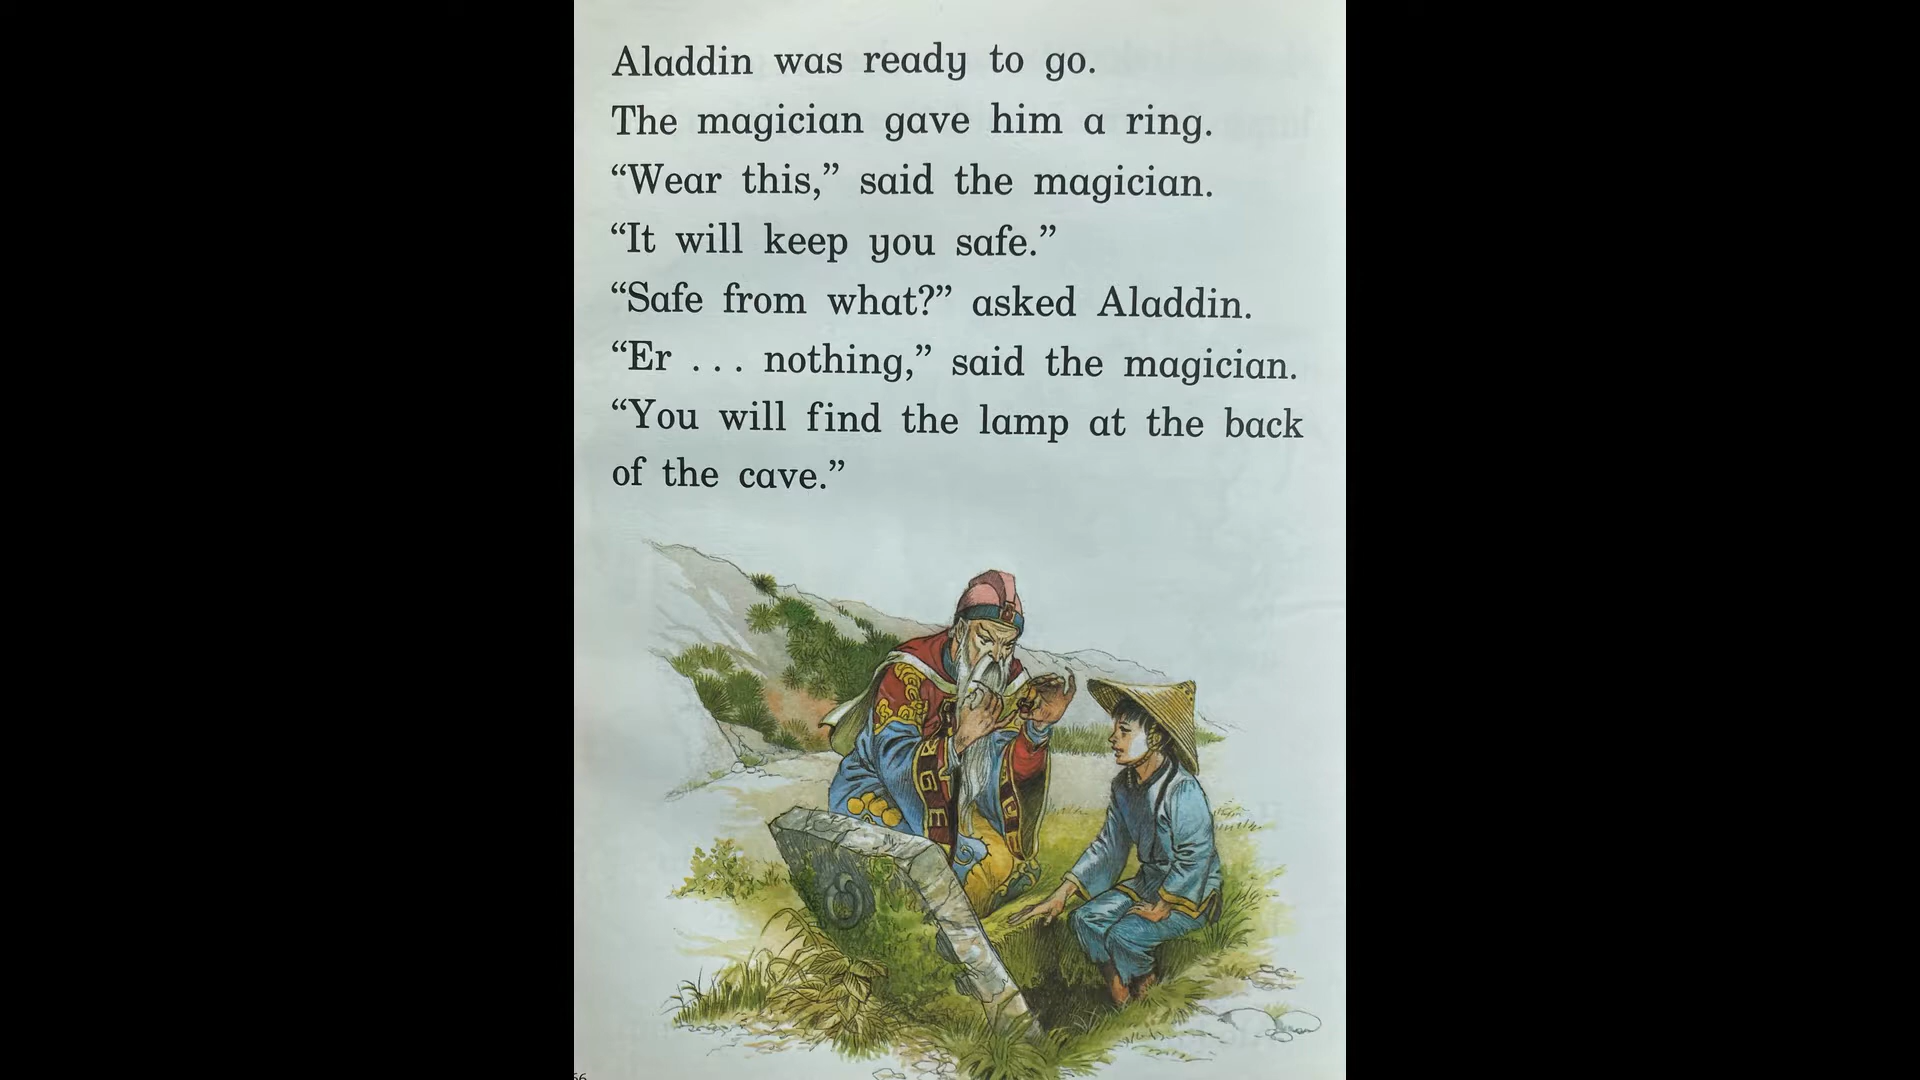 Aladdin was ready to go.
The magician gave him a ring.
“Wear this,” said the magician.
“It will keep you safe.”
“Safe from what?” asked Aladdin.
“Er . . . nothing,” said the magician.
“You will find the lamp at the back
of the cave.”